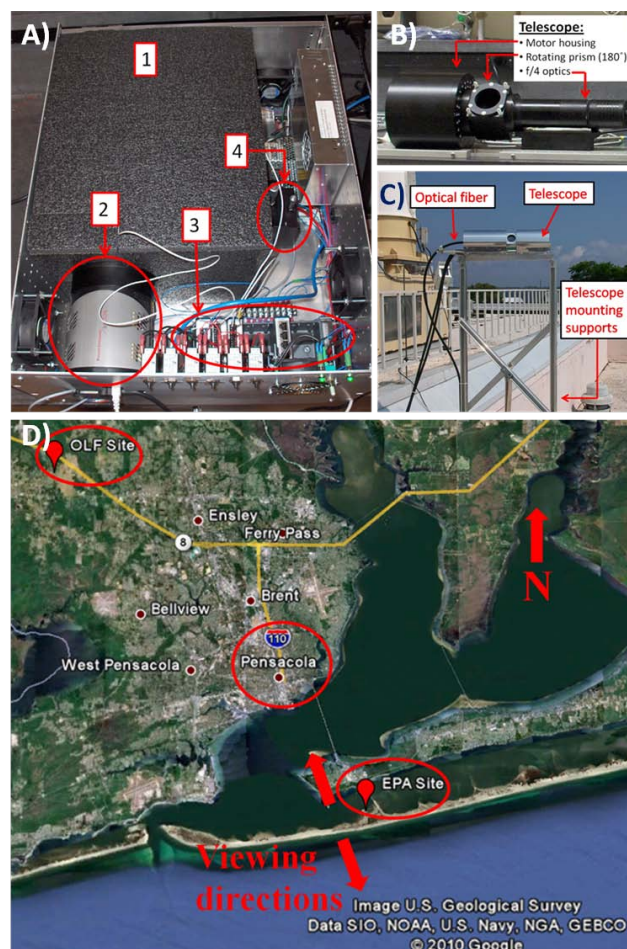 A)
1
2
3
4
B)
Telescope:
• Motor housing
• Rotating prism (180˚)
• f/4 optics
C)
Optical fiber
Telescope
Telescope
mounting
supports
D)
OLF Site
Ensley
Ferry Pass
8
Brent
Bellview
110
West Pensacola
Pensacola
N
EPA Site
Viewing
directions
Image U.S. Geological Survey
Data SIO, NOAA, U.S. Navy, NGA, GEBCO
© 2010 Google